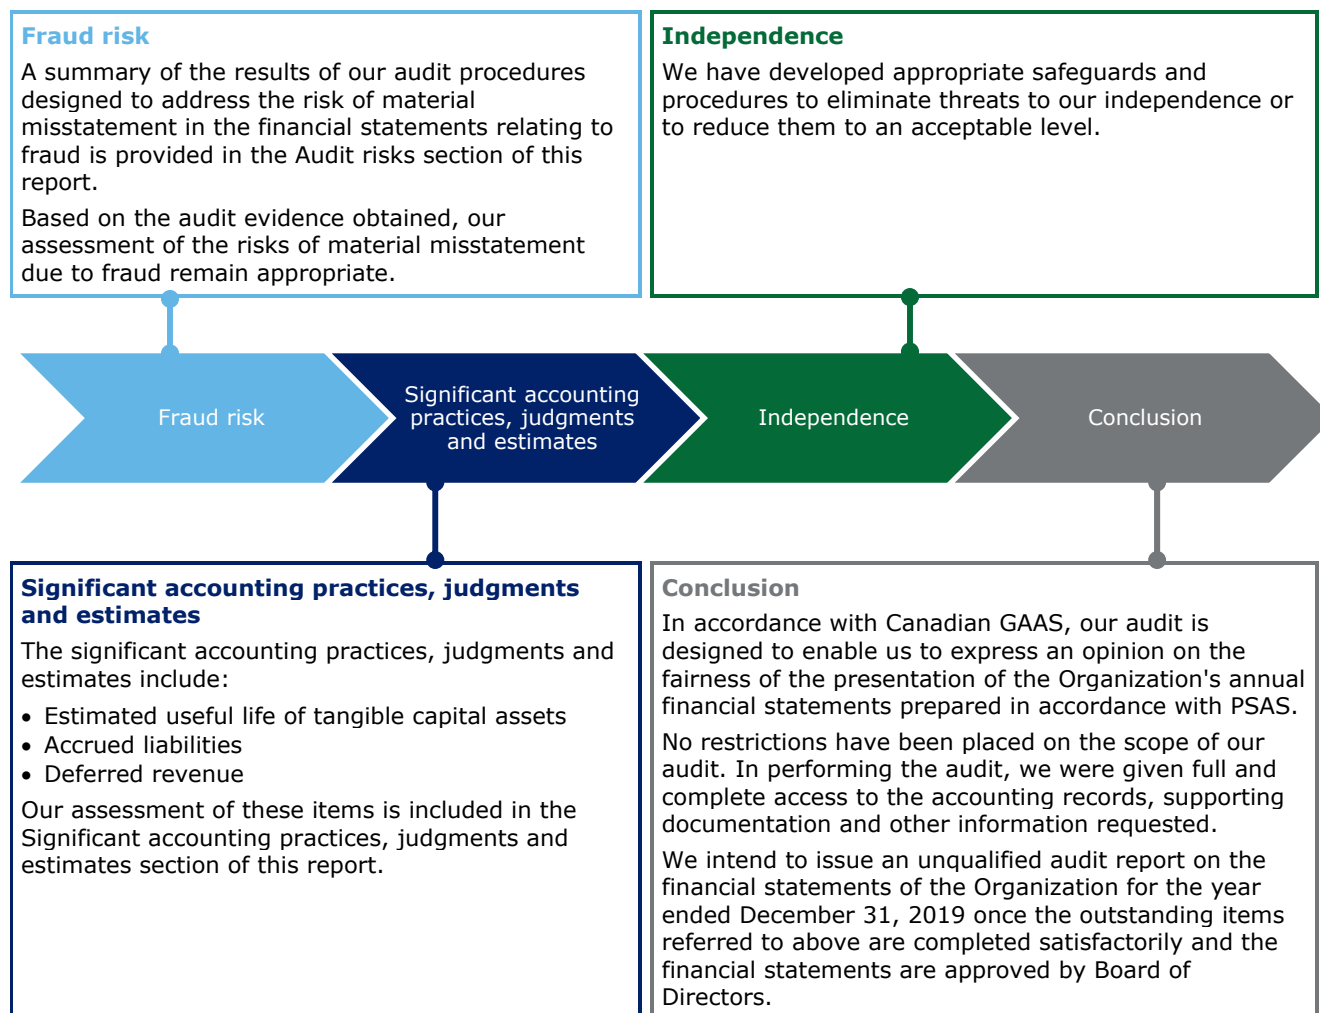 Fraud risk
A summary of the results of our audit procedures
designed to address the risk of material
misstatement in the financial statements relating to
fraud is provided in the Audit risks section of this
report.
Based on the audit evidence obtained, our
assessment of the risks of material misstatement
due to fraud remain appropriate.
Independence
We have developed appropriate safeguards and
procedures to eliminate threats to our independence or
to reduce them to an acceptable level.
Fraud risk
Significant accounting
practices, judgments
and estimates
Independence
Conclusion
Significant accounting practices, judgments
and estimates
The significant accounting practices, judgments and
estimates include:
• Estimated useful life of tangible capital assets
• Accrued liabilities
• Deferred revenue
Our assessment of these items is included in the
Significant accounting practices, judgments and
estimates section of this report.
Conclusion
In accordance with Canadian GAAS, our audit is
designed to enable us to express an opinion on the
fairness of the presentation of the Organization's annual
financial statements prepared in accordance with PSAS.
No restrictions have been placed on the scope of our
audit. In performing the audit, we were given full and
complete access to the accounting records, supporting
documentation and other information requested.
We intend to issue an unqualified audit report on the
financial statements of the Organization for the year
ended December 31, 2019 once the outstanding items
referred to above are completed satisfactorily and the
financial statements are approved by Board of
Directors.